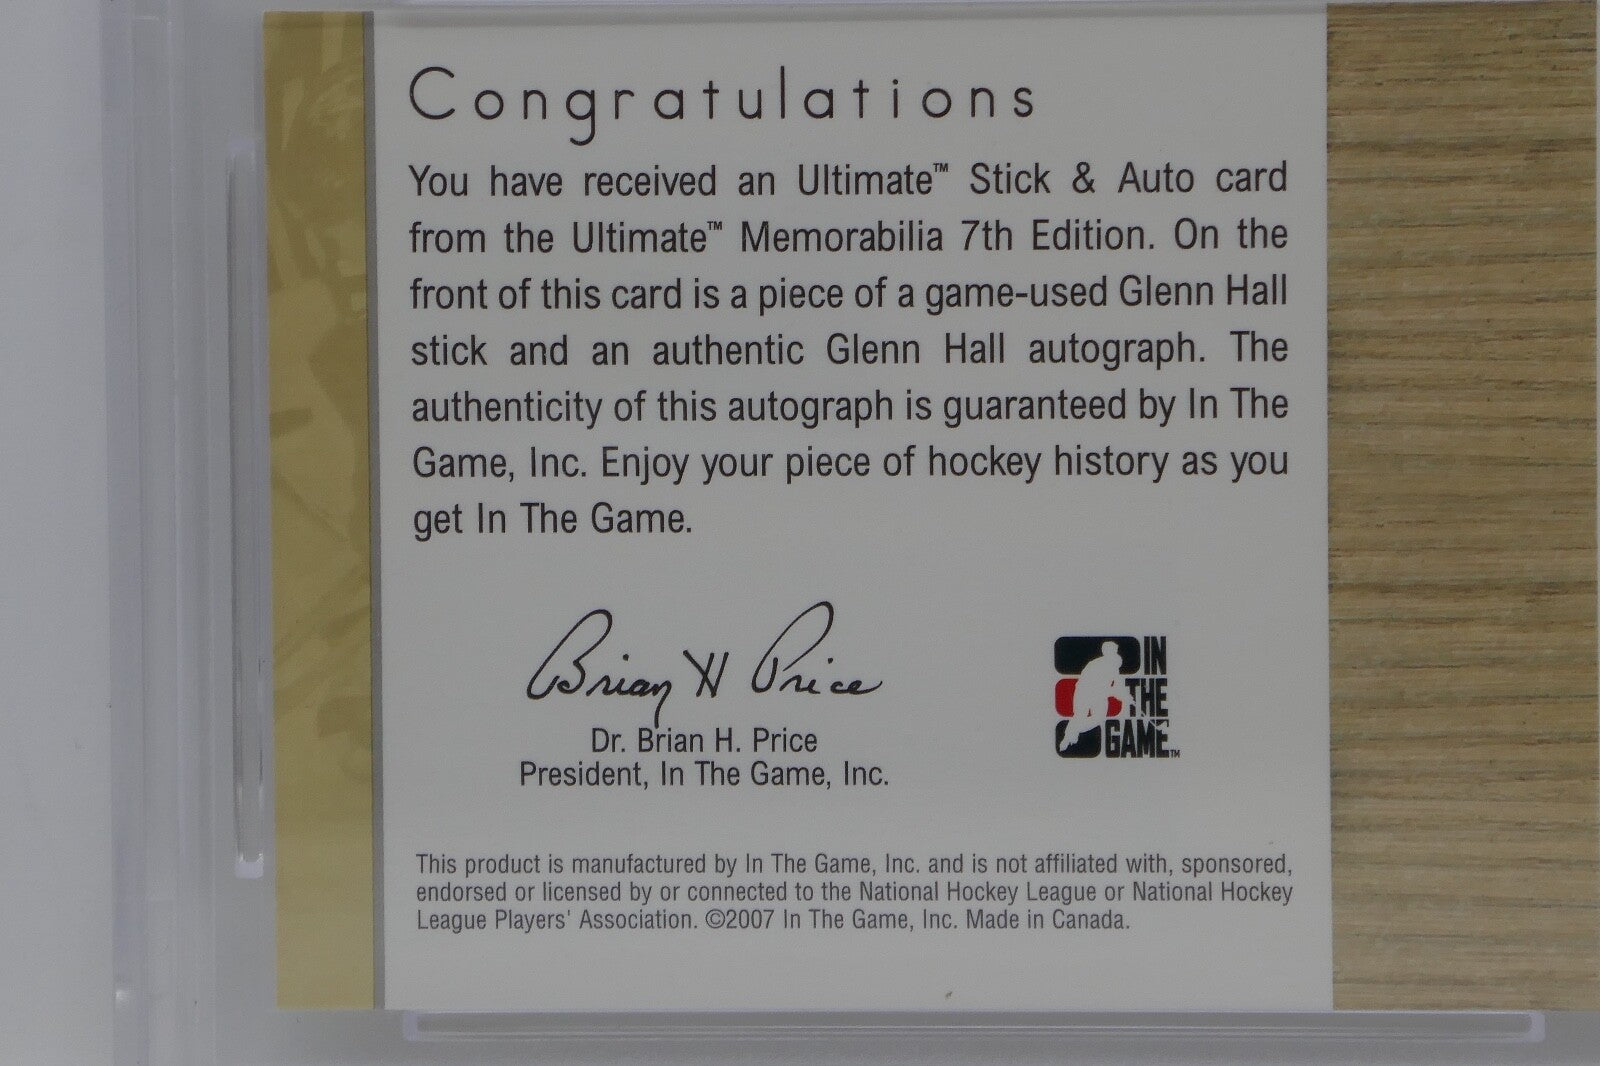 Congratulations
You have received an Ultimate™ Stick & Auto card
from the Ultimate™ Memorabilia 7th Edition. On the
front of this card is a piece of a game-used Glenn Hall
stick and an authentic Glenn Hall autograph. The
authenticity of this autograph is guaranteed by In The
Game, Inc. Enjoy your piece of hockey history as you
get In The Game.
Brian H Price
Dr. Brian H. Price
President, In The Game, Inc.
IN
THE
GAME™
This product is manufactured by In The Game, Inc. and is not affiliated with, sponsored,
endorsed or licensed by or connected to the National Hockey League or National Hockey
League Players' Association. ©2007 In The Game, Inc. Made in Canada.